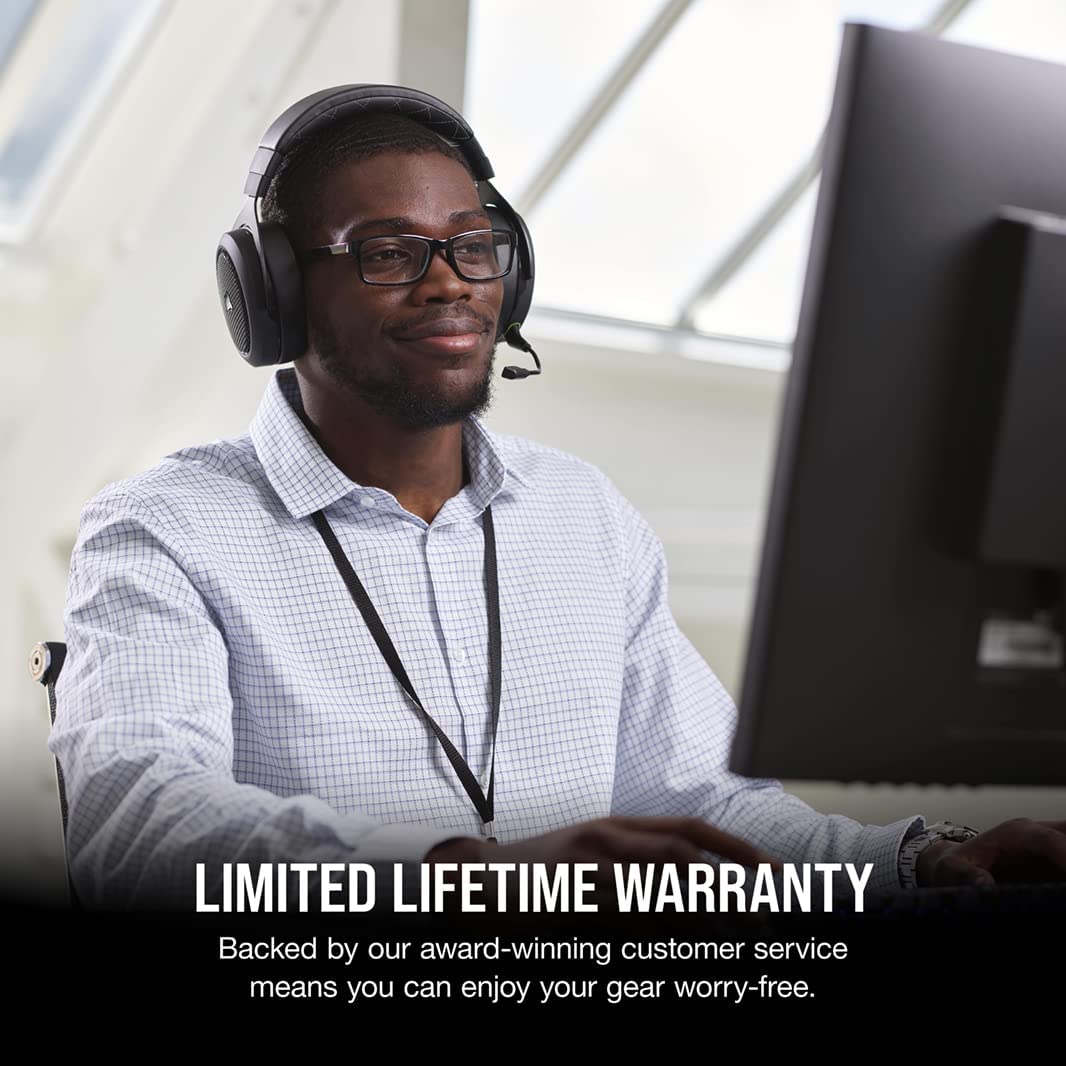 LIMITED LIFETIME WARRANTY
Backed by our award-winning customer service
means you can enjoy your gear worry-free.